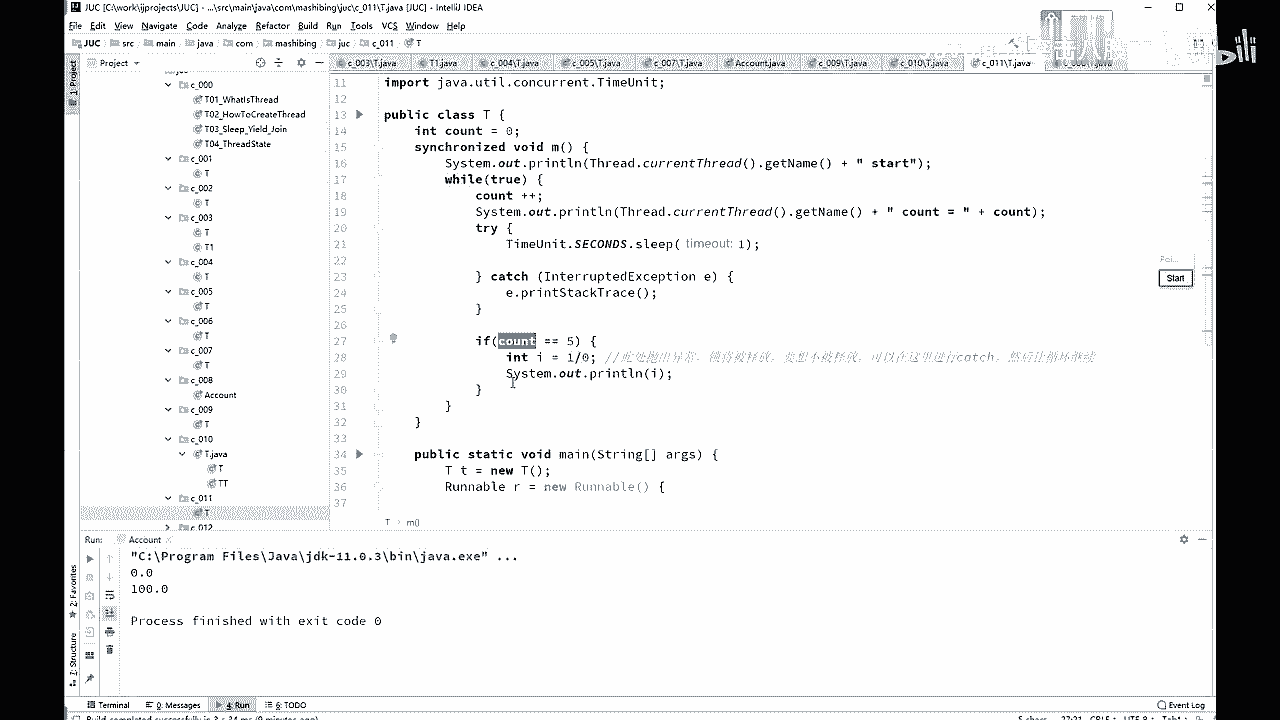 JUC [C:\work\ijprojects\JUC] - ...\src\main\java\com\mashibing\juc\c_011\T.java [JUC] - IntelliJ IDEA
File Edit View Navigate Code Analyze Refactor Build Run Tools VCS Window Help
JUC src main java com mashibing juc c_011 T
Project
c_003\T.java T1.java c_004\T.java c_005\T.java c_007\T.java Account.java c_009\T.java c_010\T.java c_011\T.java
1: Project
c_000
T01_WhatIsThread
T02_HowToCreateThread
T03_Sleep_Yield_Join
T04_ThreadState
c_001
T
c_002
T
c_003
T
T1
c_004
T
c_005
T
c_006
T
c_007
T
c_008
Account
c_009
T
c_010
T.java
T
TT
c_011
T
c_012
11 import java.util.concurrent.TimeUnit;
12
13 public class T {
14 int count = 0;
15 synchronized void m() {
16 System.out.println(Thread.currentThread().getName() + " start");
17 while(true) {
18 count ++;
19 System.out.println(Thread.currentThread().getName() + " count = " + count);
20 try {
21 TimeUnit.SECONDS.sleep( timeout: 1);
22
23 } catch (InterruptedException e) {
24 e.printStackTrace();
25 }
26
27 if(count == 5) {
28 int i = 1/0; //此处抛出异常，锁将被释放，要想不被释放，可以在这里进行catch，然后让循环继续
29 System.out.println(i);
30 }
31 }
32 }
33
34 public static void main(String[] args) {
35 T t = new T();
36 Runnable r = new Runnable() {
37
T › m()
Start
Run: Account
"C:\Program Files\Java\jdk-11.0.3\bin\java.exe" ...
0.0
100.0
Process finished with exit code 0
2: Favorites
7: Structure
Terminal 0: Messages 4: Run 6: TODO
Event Log